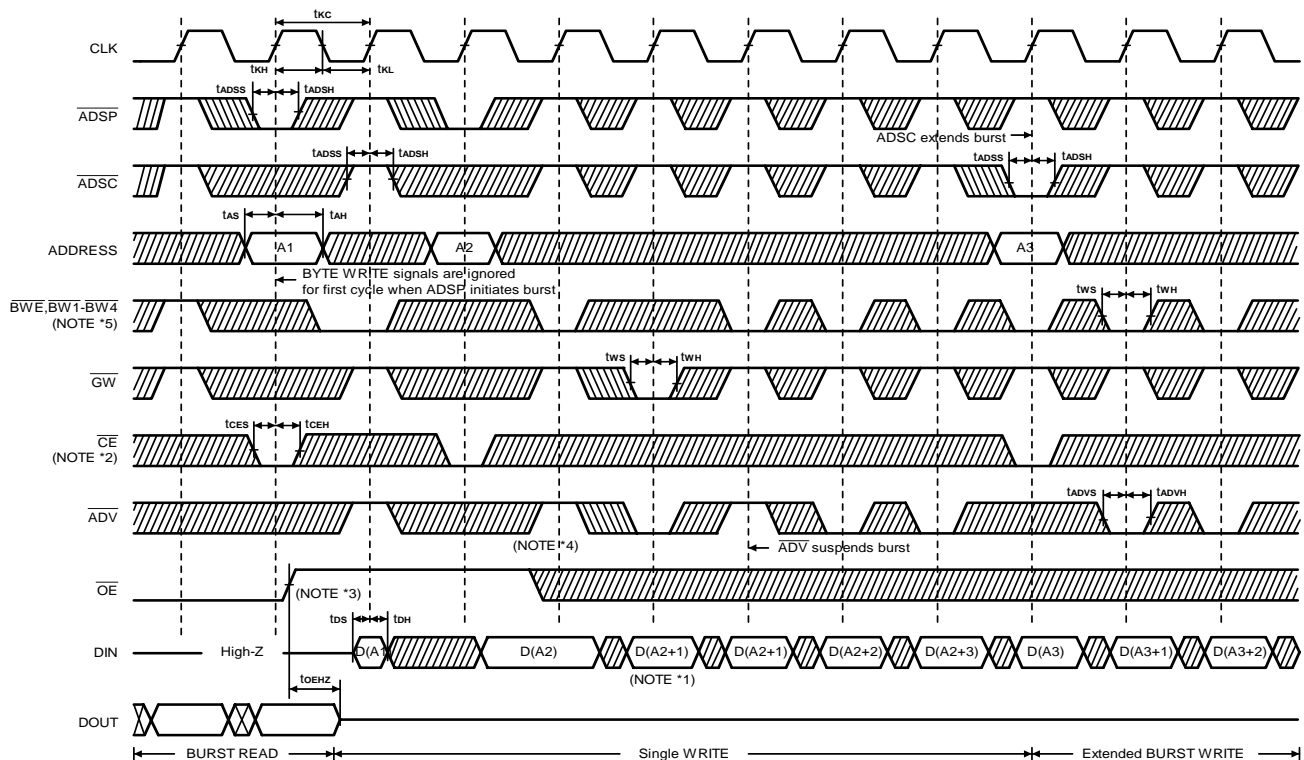 tKC
CLK
tKH
tKL
tADSS
tADSH
ADSP
ADSC extends burst
tADSS
tADSH
tADSS
tADSH
ADSC
tAS
tAH
ADDRESS
A1
A2
A3
BYTE WRITE signals are ignored
for first cycle when ADSP initiates burst
BWE,BW1-BW4
(NOTE *5)
tWS
tWH
tWS
tWH
GW
tCES
tCEH
CE
(NOTE *2)
tADVS
tADVH
ADV
(NOTE *4)
ADV suspends burst
OE
(NOTE *3)
tDS
tDH
DIN
High-Z
D(A1
D(A2)
D(A2+1)
D(A2+1)
D(A2+2)
D(A2+3)
D(A3)
D(A3+1)
D(A3+2)
(NOTE *1)
tOEHZ
DOUT
BURST READ
Single WRITE
Extended BURST WRITE